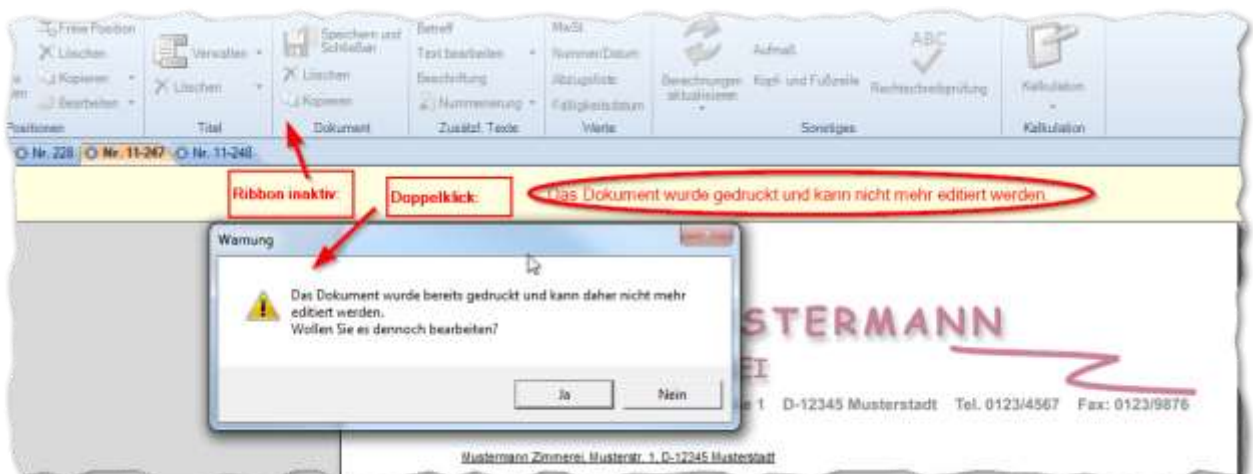 Freie Position
Löschen
Kopieren
Bearbeiten
Positionen
Verwalten
Löschen
Titel
Speichern und
Schließen
Löschen
Kopieren
Dokument
Betreff
Text bearbeiten
Beschriftung
Nummerierung
Zusätzl. Texte
MwSt
Nummer/Datum
Abzugsliste
Fälligkeitsdatum
Werte
Berechnungen
aktualisieren
Aufmaß
Kopf- und Fußzeile
ABC
Rechtschreibprüfung
Sonstiges
Kalkulation
Kalkulation
Nr. 228 Nr. 11-247 Nr. 11-248
Ribbon inaktiv: Doppelklick: Das Dokument wurde gedruckt und kann nicht mehr editiert werden.
Warnung
Das Dokument wurde bereits gedruckt und kann daher nicht mehr
editiert werden.
Wollen Sie es dennoch bearbeiten?
Ja Nein
STERMANN
EI
e 1 D-12345 Musterstadt Tel. 0123/4567 Fax: 0123/9876
Mustermann Zimmerei, Musterstr. 1, D-12345 Musterstadt